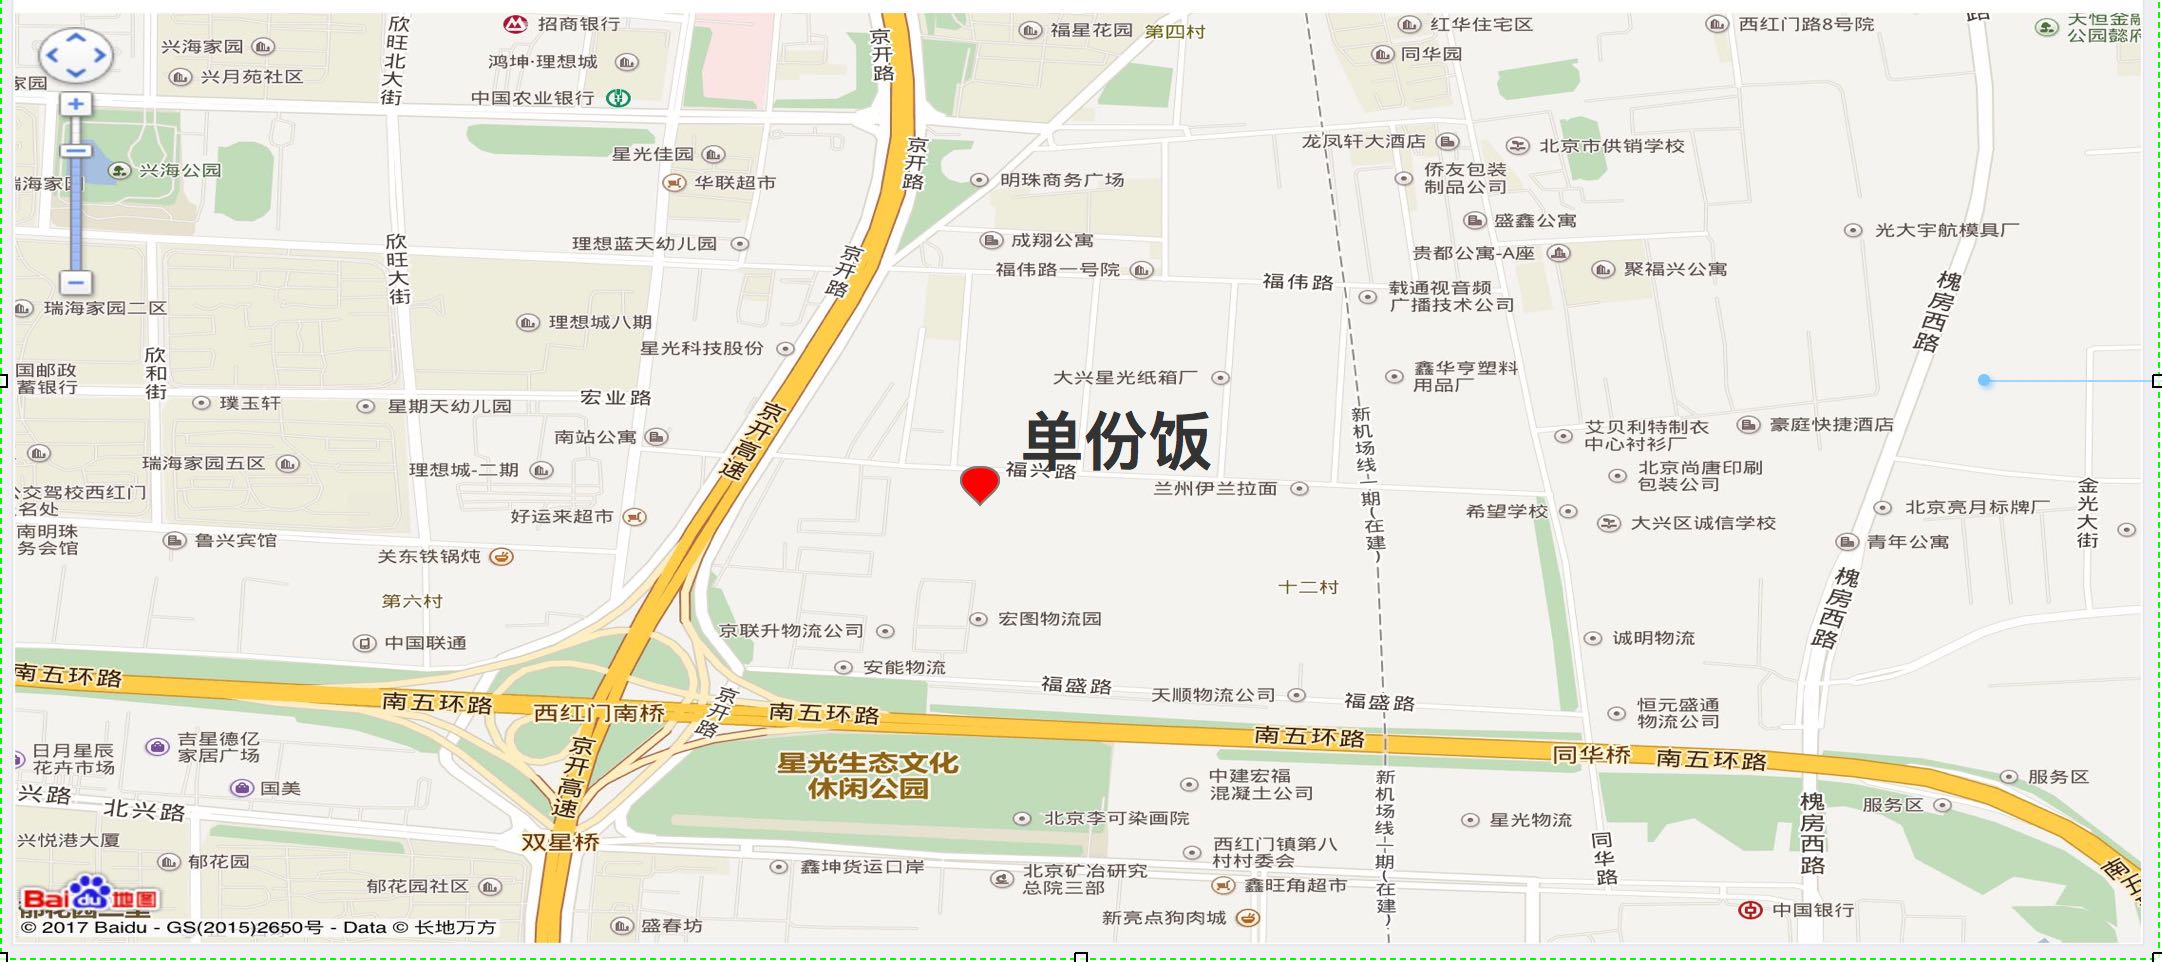 欣旺北大街
招商银行
京开路
福星花园
第四村
红华住宅区
西红门路8号院
路
天恒金融
公园懿府
兴海家园
鸿坤·理想城
同华园
家园
兴月苑社区
中国农业银行
京开路
龙凤轩大酒店
北京市供销学校
星光佳园
兴海公园
华联超市
明珠商务广场
侨友包装
制品公司
瑞海家园
盛鑫公寓
光大宇航模具厂
欣旺大街
理想蓝天幼儿园
成翔公寓
贵都公寓-A座
京开路
福伟路一号院
聚福兴公寓
福伟路
载通视音频
广播技术公司
槐房西路
瑞海家园二区
理想城八期
欣和街
星光科技股份
国邮政
蓄银行
大兴星光纸箱厂
鑫华亨塑料
用品厂
璞玉轩
星期天幼儿园
宏业路
京开高速
单份饭
新机场线一期(在建)
艾贝利特制衣
中心衬衫厂
豪庭快捷酒店
南站公寓
瑞海家园五区
理想城-二期
福兴路
北京尚唐印刷
包装公司
公交驾校西红门
名处
兰州伊兰拉面
金光大街
好运来超市
希望学校
大兴区诚信学校
北京亮月标牌厂
南明珠
务会馆
鲁兴宾馆
青年公寓
关东铁锅炖
槐房西路
十二村
第六村
宏图物流园
京联升物流公司
中国联通
诚明物流
安能物流
南五环路
福盛路
天顺物流公司
福盛路
南五环路
西红门南桥
京开路
南五环路
恒元盛通
物流公司
南五环路
同华桥
南五环路
吉星德亿
家居广场
日月星辰
花卉市场
京开高速
星光生态文化
休闲公园
中建宏福
混凝土公司
新机场线一期(在建)
服务区
国美
兴路
北兴路
服务区
槐房西路
北京李可染画院
星光物流
兴悦港大厦
双星桥
同华路
西红门镇第八
村村委会
郁花园
鑫坤货运口岸
北京矿冶研究
总院三部
南五
郁花园社区
鑫旺角超市
Bai du 地图
郁花园二里
新亮点狗肉城
中国银行
盛春坊
© 2017 Baidu - GS(2015)2650号 - Data © 长地万方